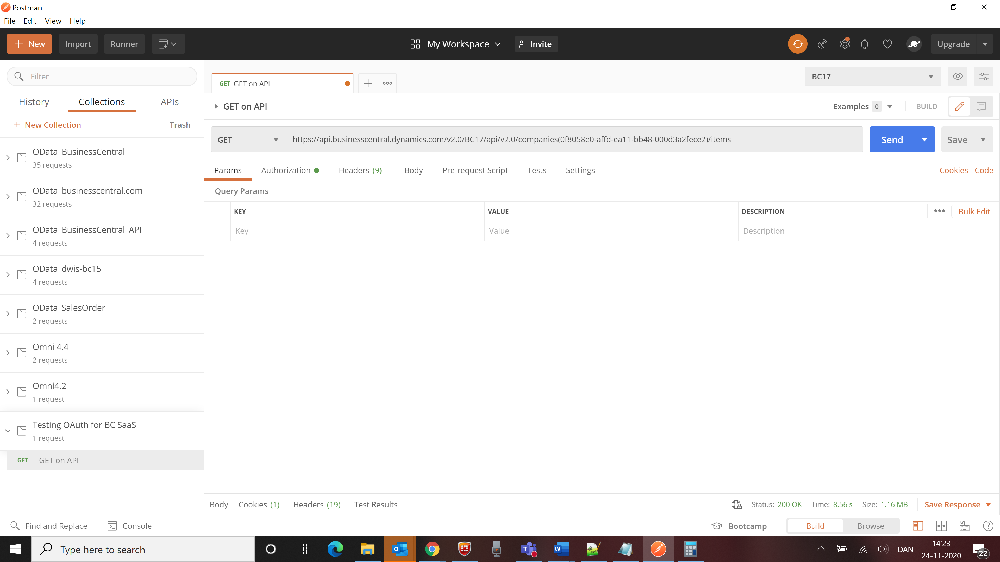 Postman
File Edit View Help
New Import Runner My Workspace Invite Upgrade
Filter
History Collections APIs
+ New Collection Trash
OData_BusinessCentral
35 requests
OData_businesscentral.com
32 requests
OData_BusinessCentral_API
4 requests
OData_dwis-bc15
4 requests
OData_SalesOrder
2 requests
Omni 4.4
2 requests
Omni4.2
1 request
Testing OAuth for BC SaaS
1 request
GET GET on API
GET GET on API
BC17
GET on API
Examples 0 BUILD
GET https://api.businesscentral.dynamics.com/v2.0/BC17/api/v2.0/companies(0f8058e0-affd-ea11-bb48-000d3a2fece2)/items Send Save
Params Authorization Headers (9) Body Pre-request Script Tests Settings Cookies Code
Query Params
KEY VALUE DESCRIPTION Bulk Edit
Key Value Description
Body Cookies (1) Headers (19) Test Results Status: 200 OK Time: 8.56 s Size: 1.16 MB Save Response
Find and Replace Console Bootcamp Build Browse
Type here to search DAN 14:23
24-11-2020 22